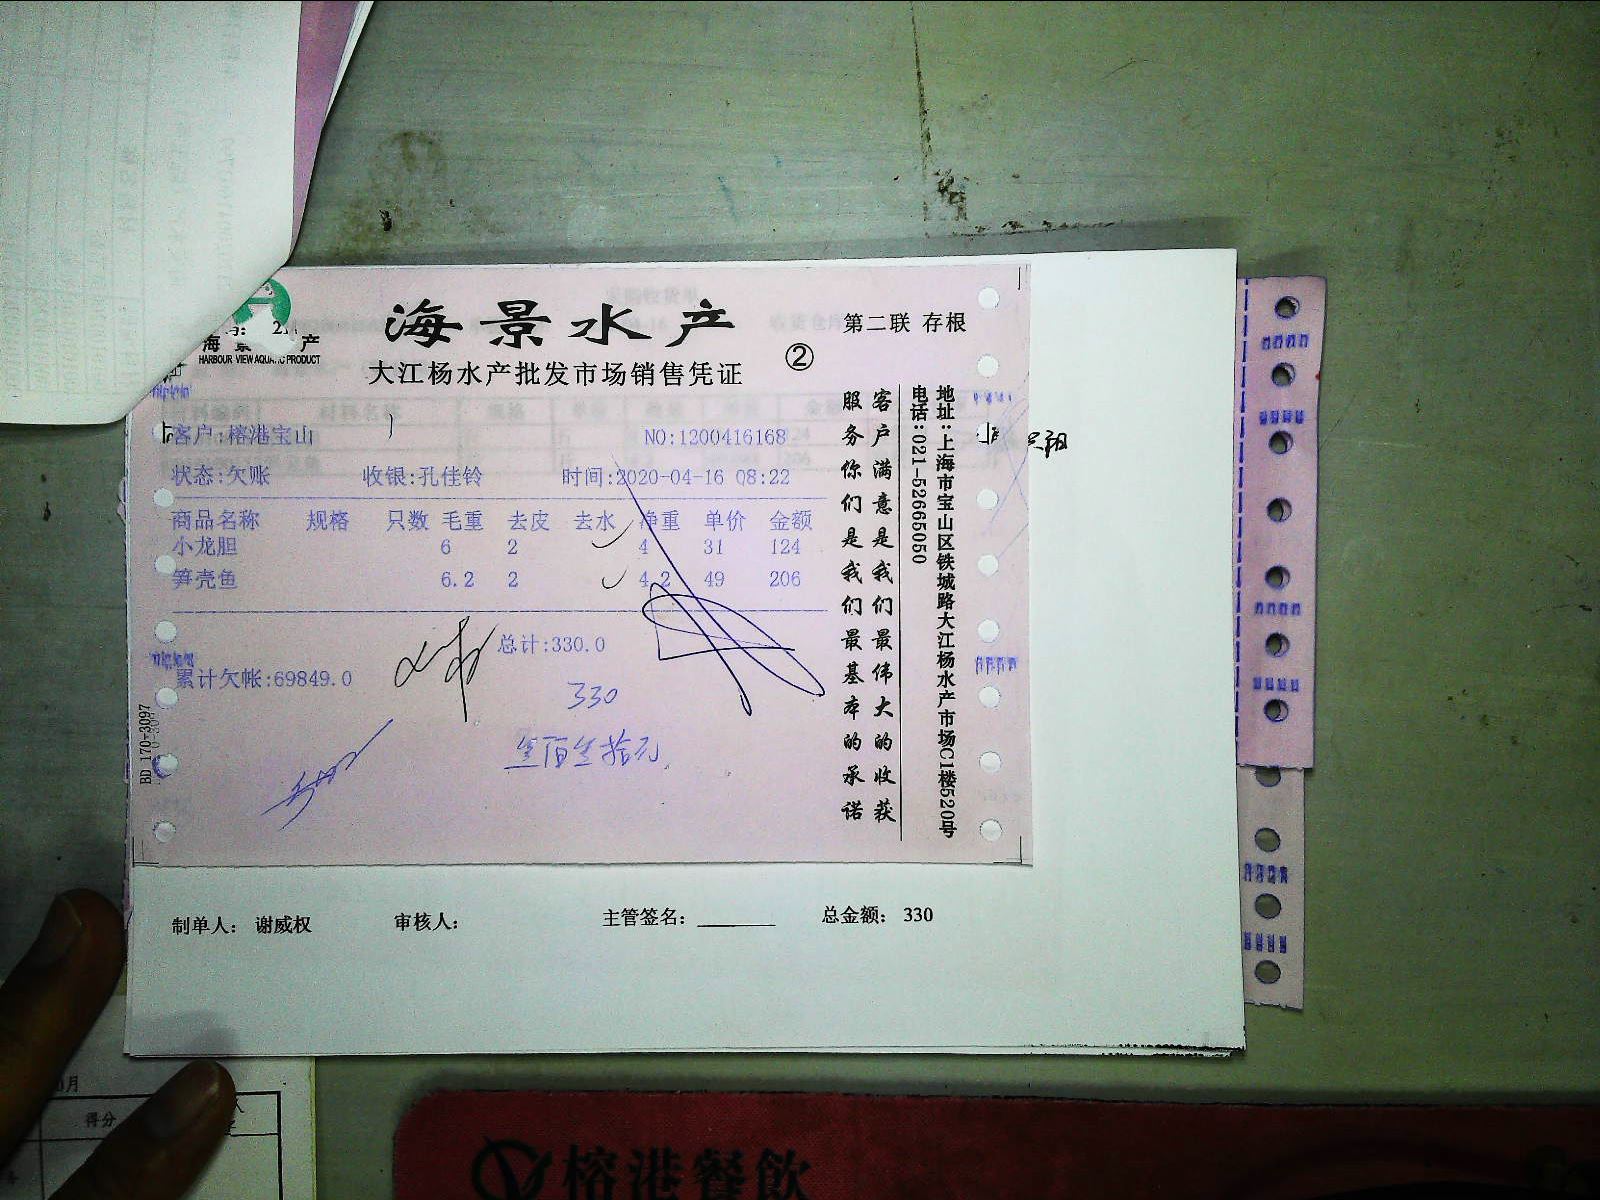 海景水产
第二联 存根
HARBOUR VIEW AQUATIC PRODUCT
大江杨水产批发市场销售凭证
②
客户:榕港宝山
NO:1200416168
状态:欠账 收银:孔佳铃 时间:2020-04-16 08:22
商品名称 规格 只数 毛重 去皮 去水 净重 单价 金额
小龙胆 6 2 4 31 124
笋壳鱼 6.2 2 4.2 49 206
总计:330.0
累计欠帐:69849.0
330
客户满意是我们最伟大的收获
服务你们是我们最基本的承诺
地址:上海市宝山区铁城路大江杨水产市场C1楼520号
电话:021-52665050
BD 170-3097
制单人: 谢威权 审核人: 主管签名: 总金额: 330
得分
榕港餐飲